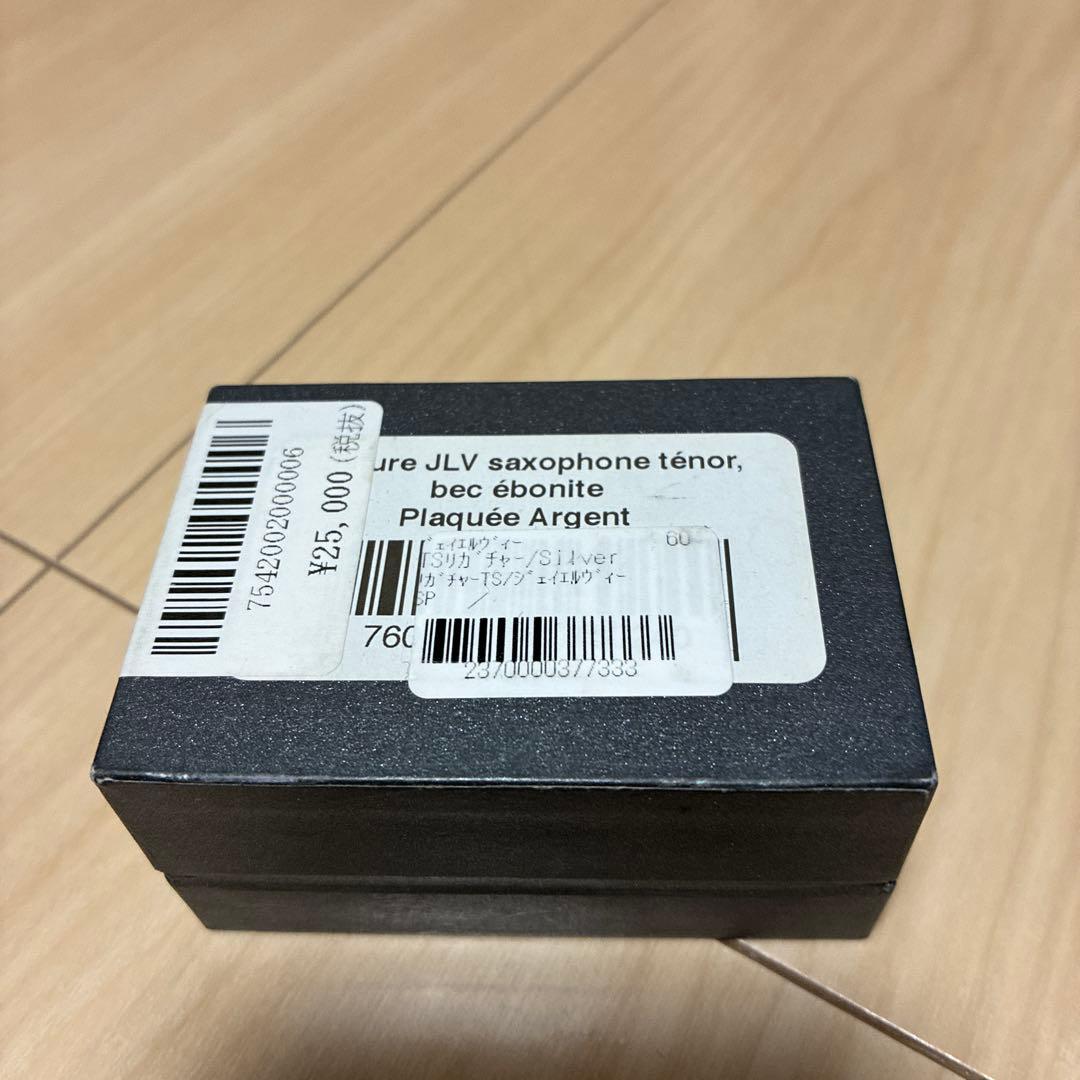 ure JLV saxophone ténor,
bec ébonite
Plaquée Argent
760
7542002000006
¥25,000(税抜)
ジェイエルヴィー
60
TSリガチャー/Silver
リガチャーTS/ジェイエルヴィー
SP /
2370000377333